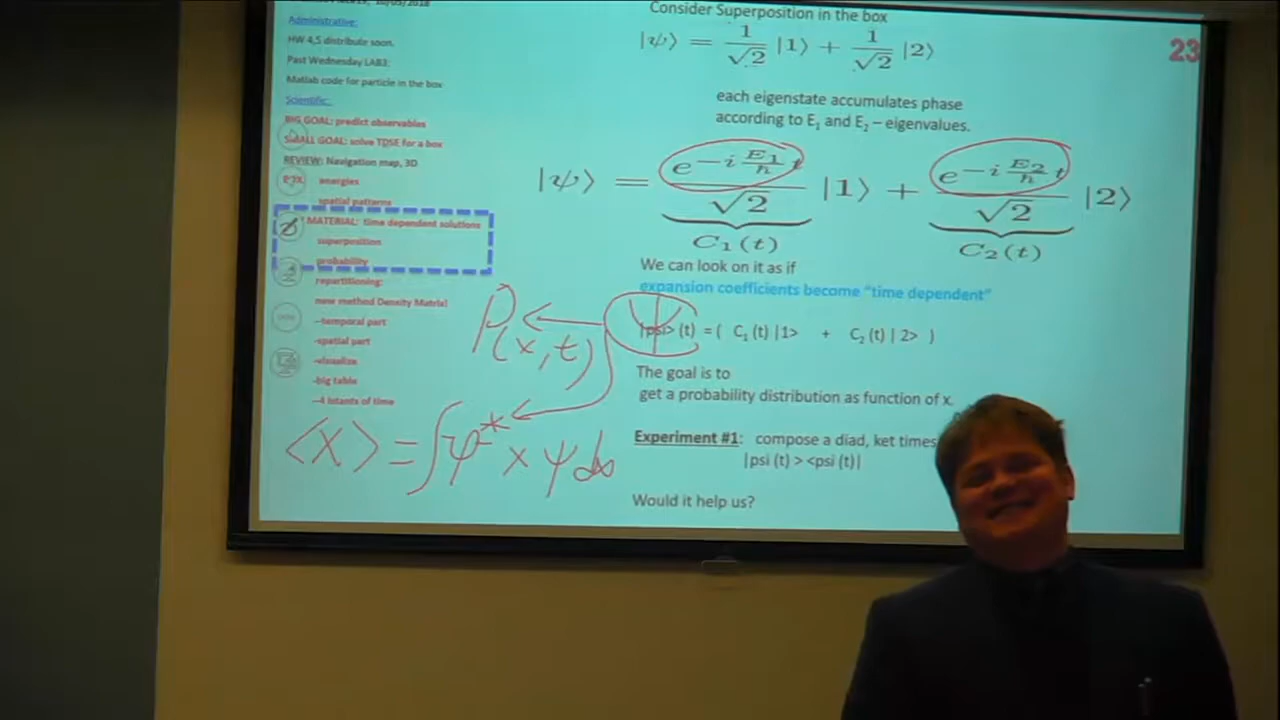 10/05/2018
Administrative:
HW 4,5 distribute soon.
Past Wednesday LAB3:
Matlab code for particle in the box
Scientific:
BIG GOAL: predict observables
SMALL GOAL: solve TDSE for a box
REVIEW: Navigation map, 3D
energies
spatial patterns
MATERIAL: time dependent solutions
superposition
probability
repartitioning:
new method Density Matrix!
--temporal part
-spatial part
-visualize
-big table
--4 istants of time
Consider Superposition in the box
|ψ⟩ = 1/√2 |1⟩ + 1/√2 |2⟩
23
each eigenstate accumulates phase
according to E₁ and E₂ – eigenvalues.
|ψ⟩ = e^{-i E₁/ħ t}/√2 |1⟩ + e^{-i E₂/ħ t}/√2 |2⟩
C₁(t) C₂(t)
We can look on it as if
expansion coefficients become "time dependent"
|psi> (t) = ( C₁ (t) |1> + C₂ (t) | 2> )
P(x,t)
The goal is to
get a probability distribution as function of x.
⟨x⟩ = ∫ψ* x ψ dx
Experiment #1: compose a diad, ket times
|psi (t) > <psi (t)|
Would it help us?